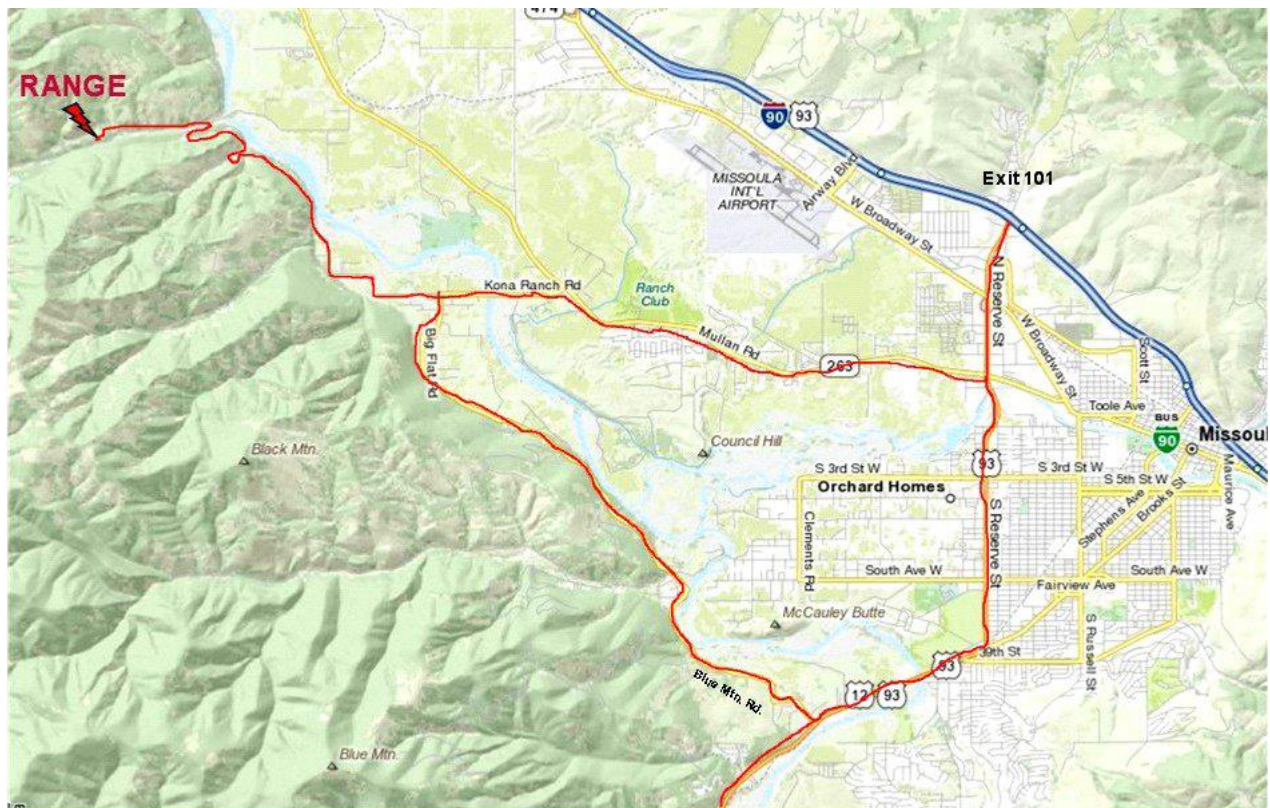 474
RANGE
90
93
MISSOULA
INT'L
AIRPORT
Airway Blvd
Exit 101
W Broadway St
N Reserve St
Kona Ranch Rd
Ranch
Club
Mullan Rd
263
W Broadway St
Scott St
Big Flat Rd
Toole Ave
BUS
90
Missoul
Black Mtn.
Council Hill
93
S 3rd St W
S 3rd St W
S 5th St W
Maurice Ave
Orchard Homes
Stephens Ave
Brooks St
Clements Rd
S Reserve St
South Ave W
Fairview Ave
South Ave W
McCauley Butte
S Russell St
39th St
93
Blue Mtn. Rd.
12
93
Blue Mtn.